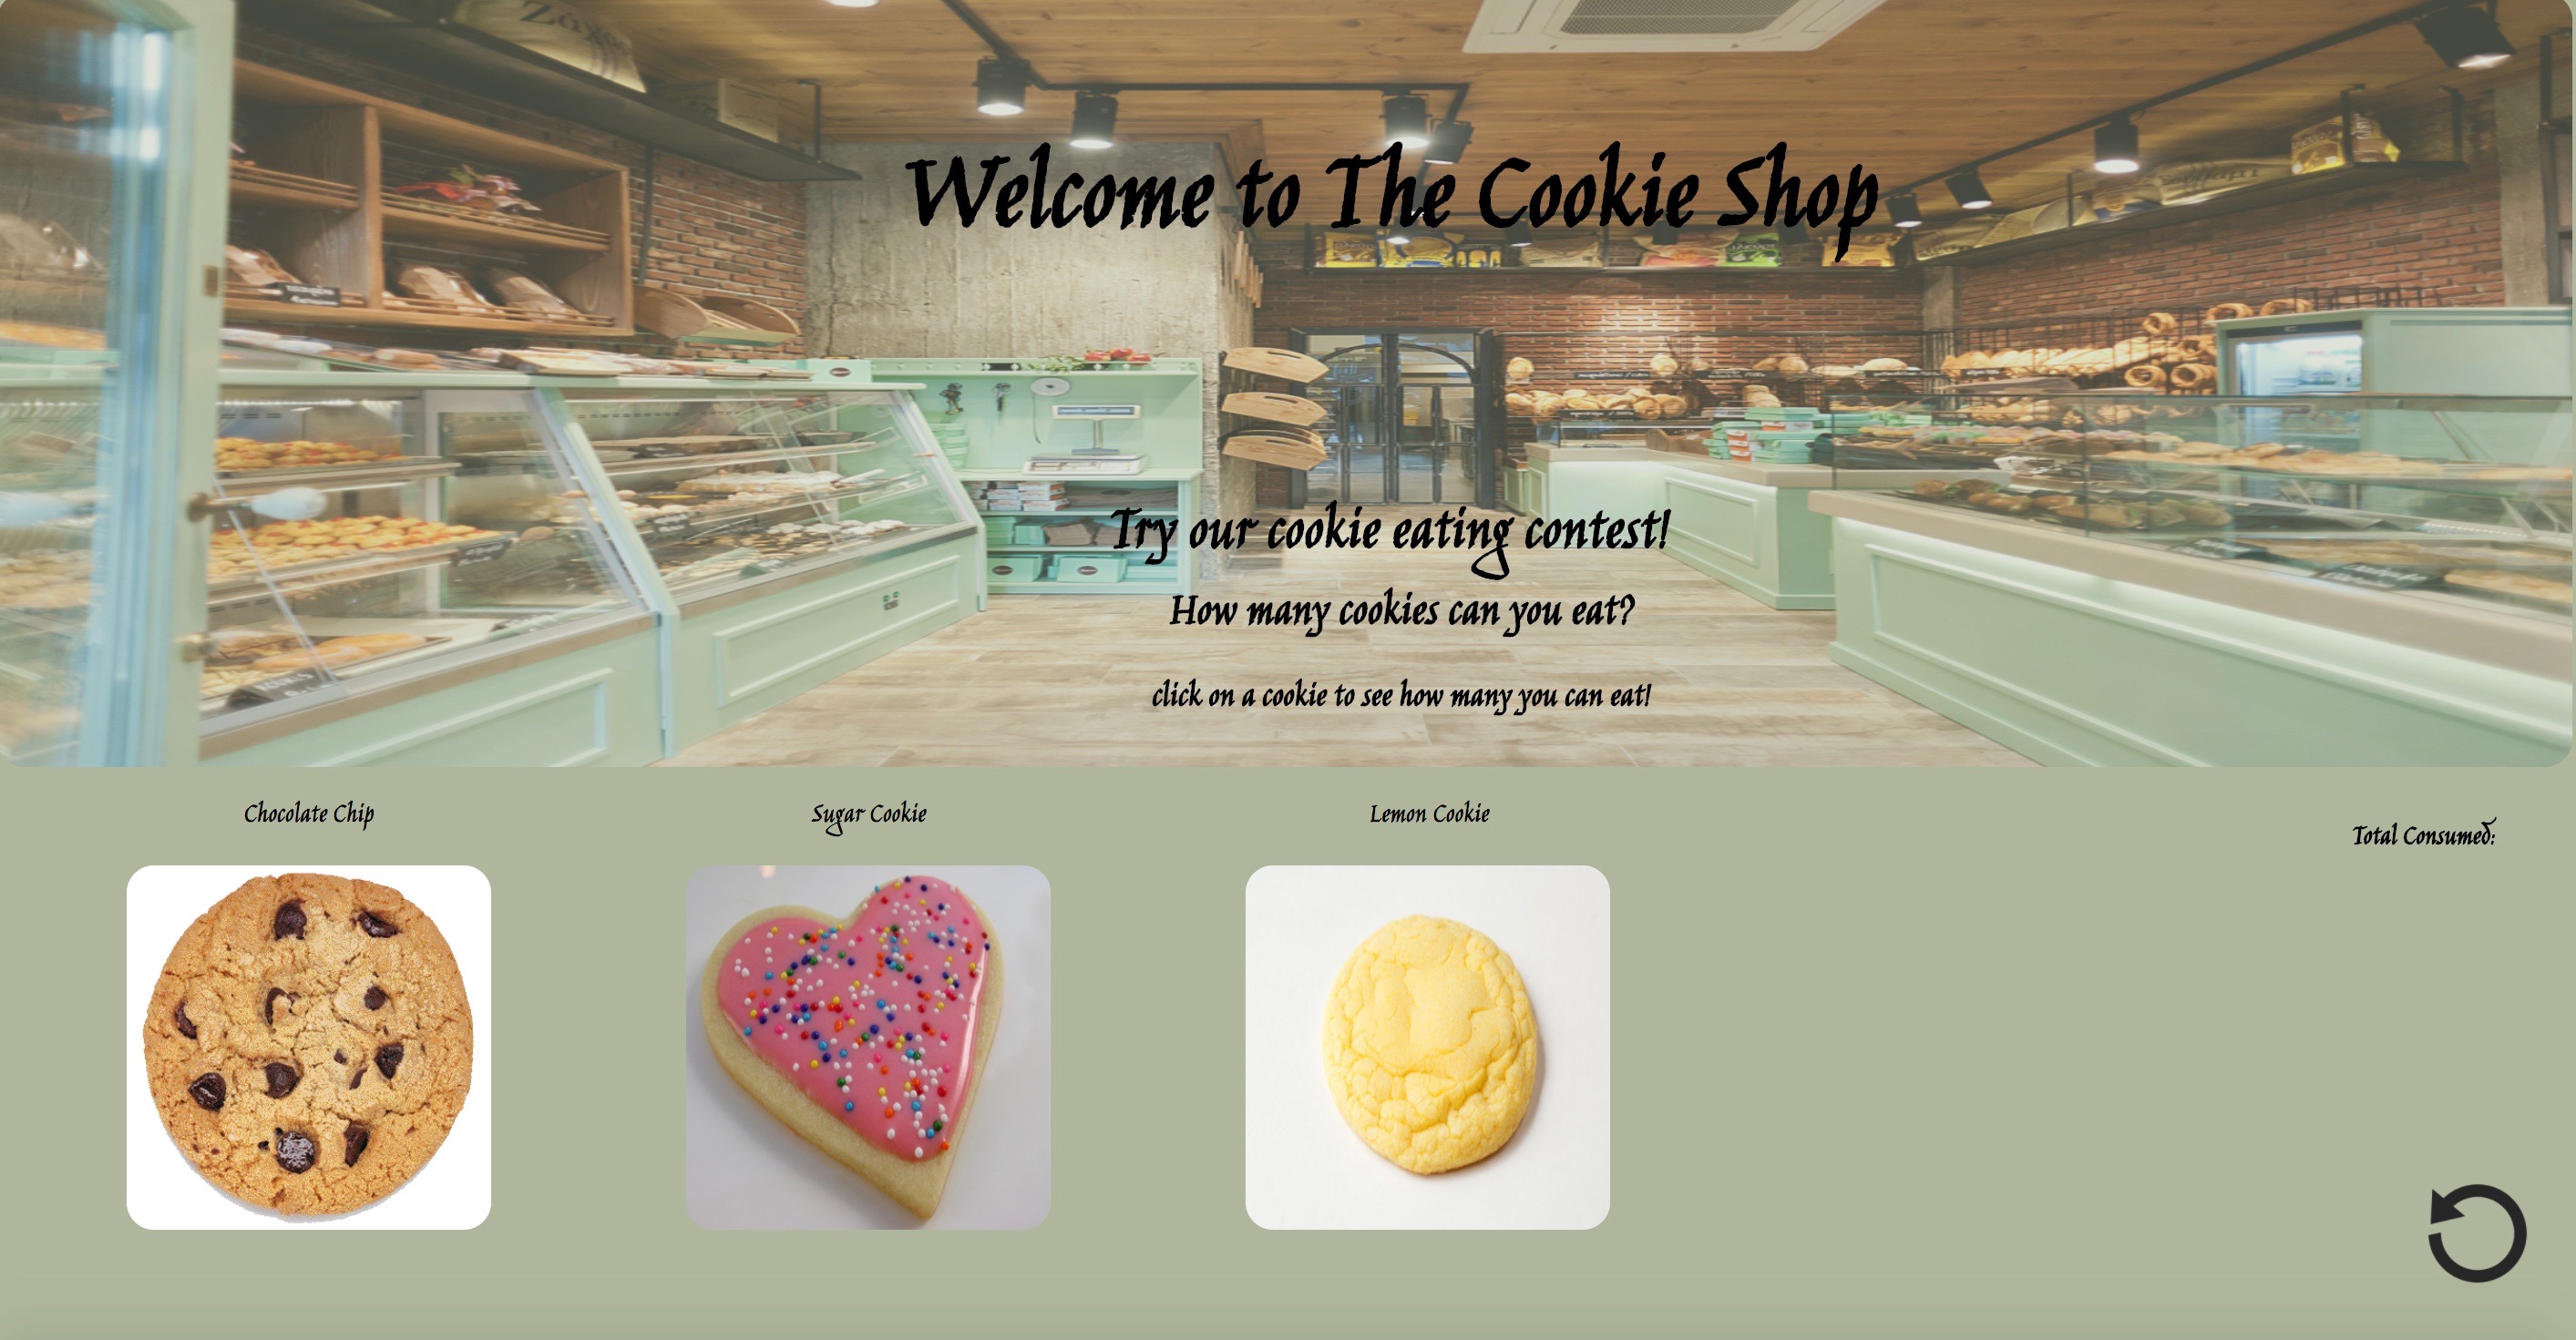 Welcome to The Cookie Shop
Try our cookie eating contest!
How many cookies can you eat?
click on a cookie to see how many you can eat!
Chocolate Chip
Sugar Cookie
Lemon Cookie
Total Consumed: